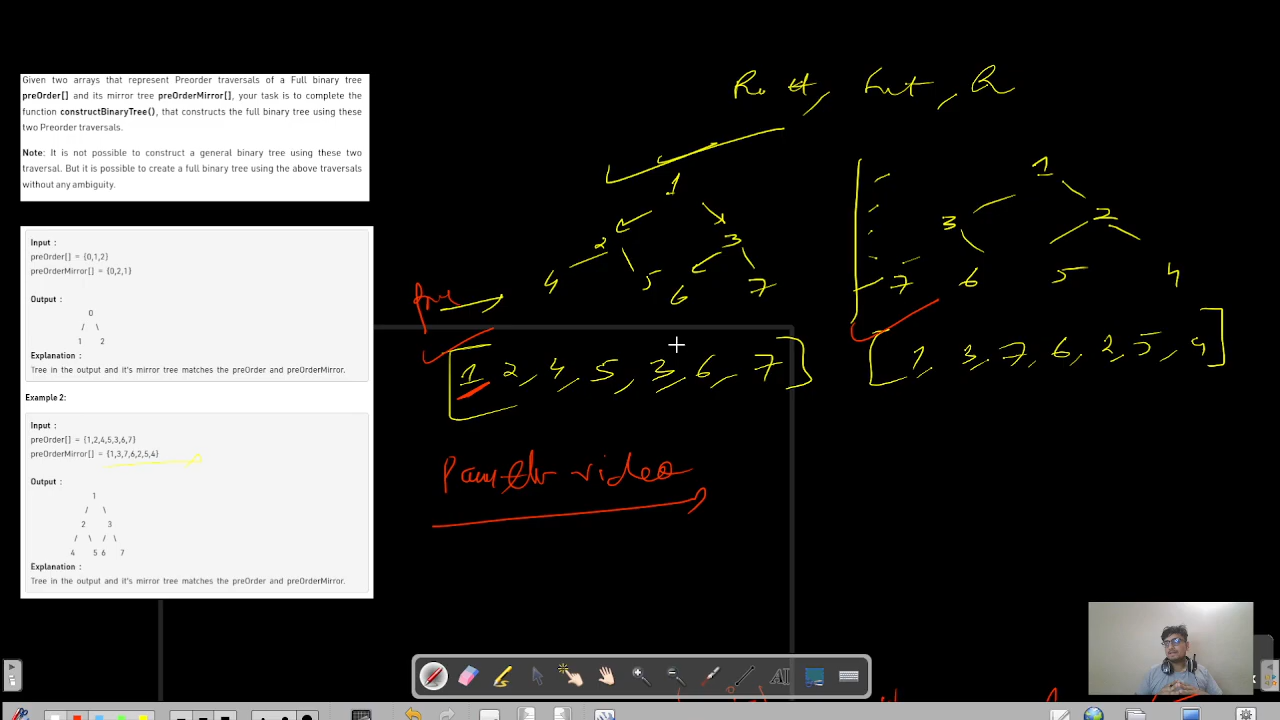 Given two arrays that represent Preorder traversals of a Full binary tree
preOrder[] and its mirror tree preOrderMirror[], your task is to complete the
function constructBinaryTree(), that constructs the full binary tree using these
two Preorder traversals.
Note: It is not possible to construct a general binary tree using these two
traversal. But it is possible to create a full binary tree using the above traversals
without any ambiguity.
Input :
preOrder[] = {0,1,2}
preOrderMirror[] = {0,2,1}
Output :
0
/ \
1 2
Explanation :
Tree in the output and it's mirror tree matches the preOrder and preOrderMirror.
Example 2:
Input :
preOrder[] = {1,2,4,5,3,6,7}
preOrderMirror[] = {1,3,7,6,2,5,4}
Output :
1
/ \
2 3
/ \ / \
4 5 6 7
Explanation :
Tree in the output and it's mirror tree matches the preOrder and preOrderMirror.
Root, Left, R
1
2 3
4 5 6 7
pre
[1, 2, 4, 5, 3, 6, 7]
video
1
3 2
7 6 5 4
[1, 3, 7, 6, 2, 5, 4]